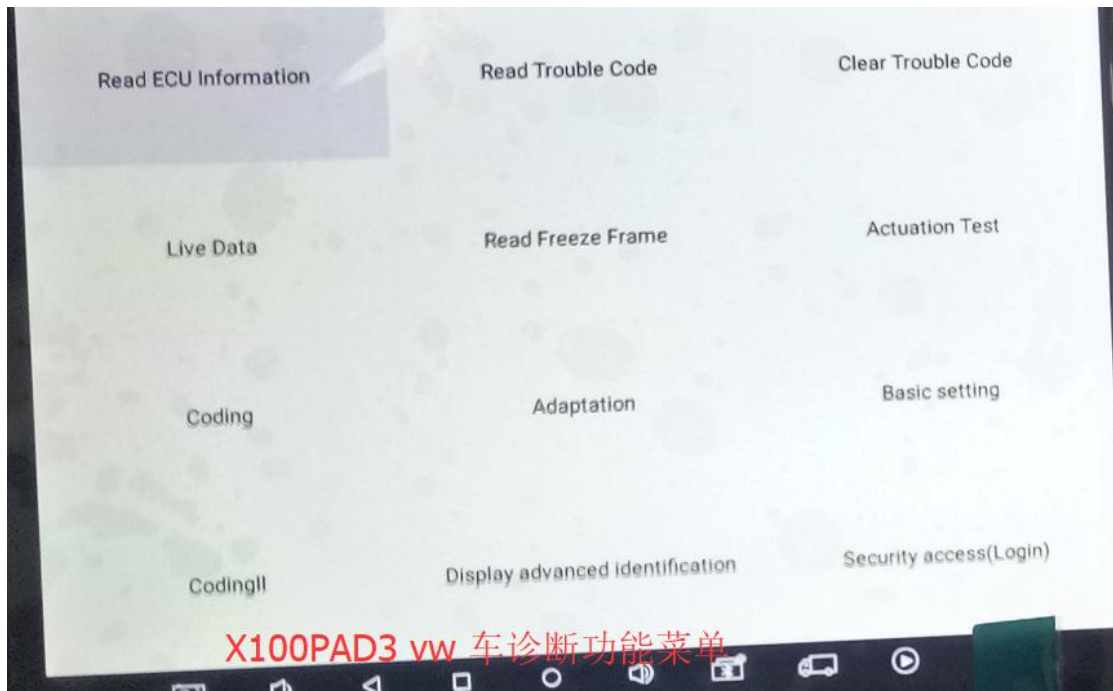 Read ECU Information
Read Trouble Code
Clear Trouble Code
Live Data
Read Freeze Frame
Actuation Test
Coding
Adaptation
Basic setting
CodingII
Display advanced identification
Security access(Login)
X100PAD3 vw 车诊断功能菜单